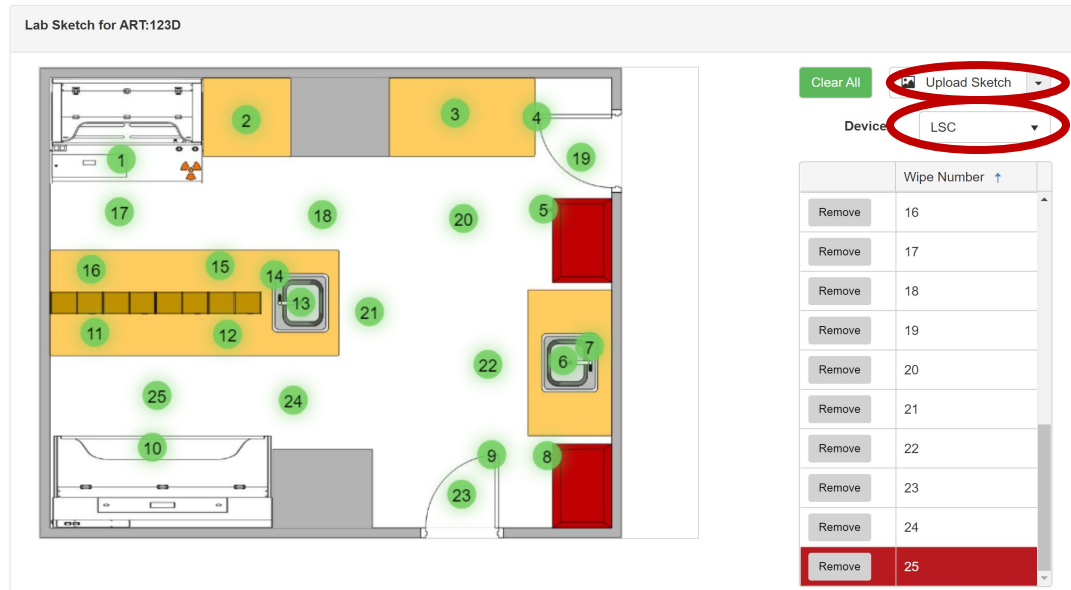 Lab Sketch for ART:123D
Clear All
Upload Sketch
Device
LSC
Wipe Number ↑
Remove 16
Remove 17
Remove 18
Remove 19
Remove 20
Remove 21
Remove 22
Remove 23
Remove 24
Remove 25
2
3
4
1
19
17
18
20
5
16
15
14
13
21
11
12
7
6
22
25
24
10
9
8
23